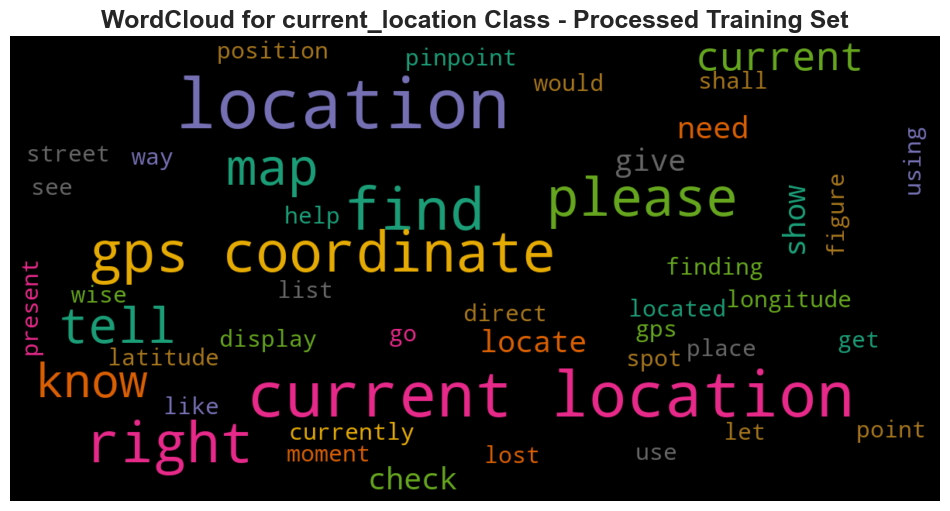 WordCloud for current_location Class - Processed Training Set
position
pinpoint
current
would
shall
location
need
using
street
way
map
give
see
please
show
figure
find
help
gps coordinate
finding
present
wise
list
longitude
located
tell
direct
gps
display
go
locate
get
latitude
spot
place
know
current location
like
right
currently
let
point
moment
lost
use
check